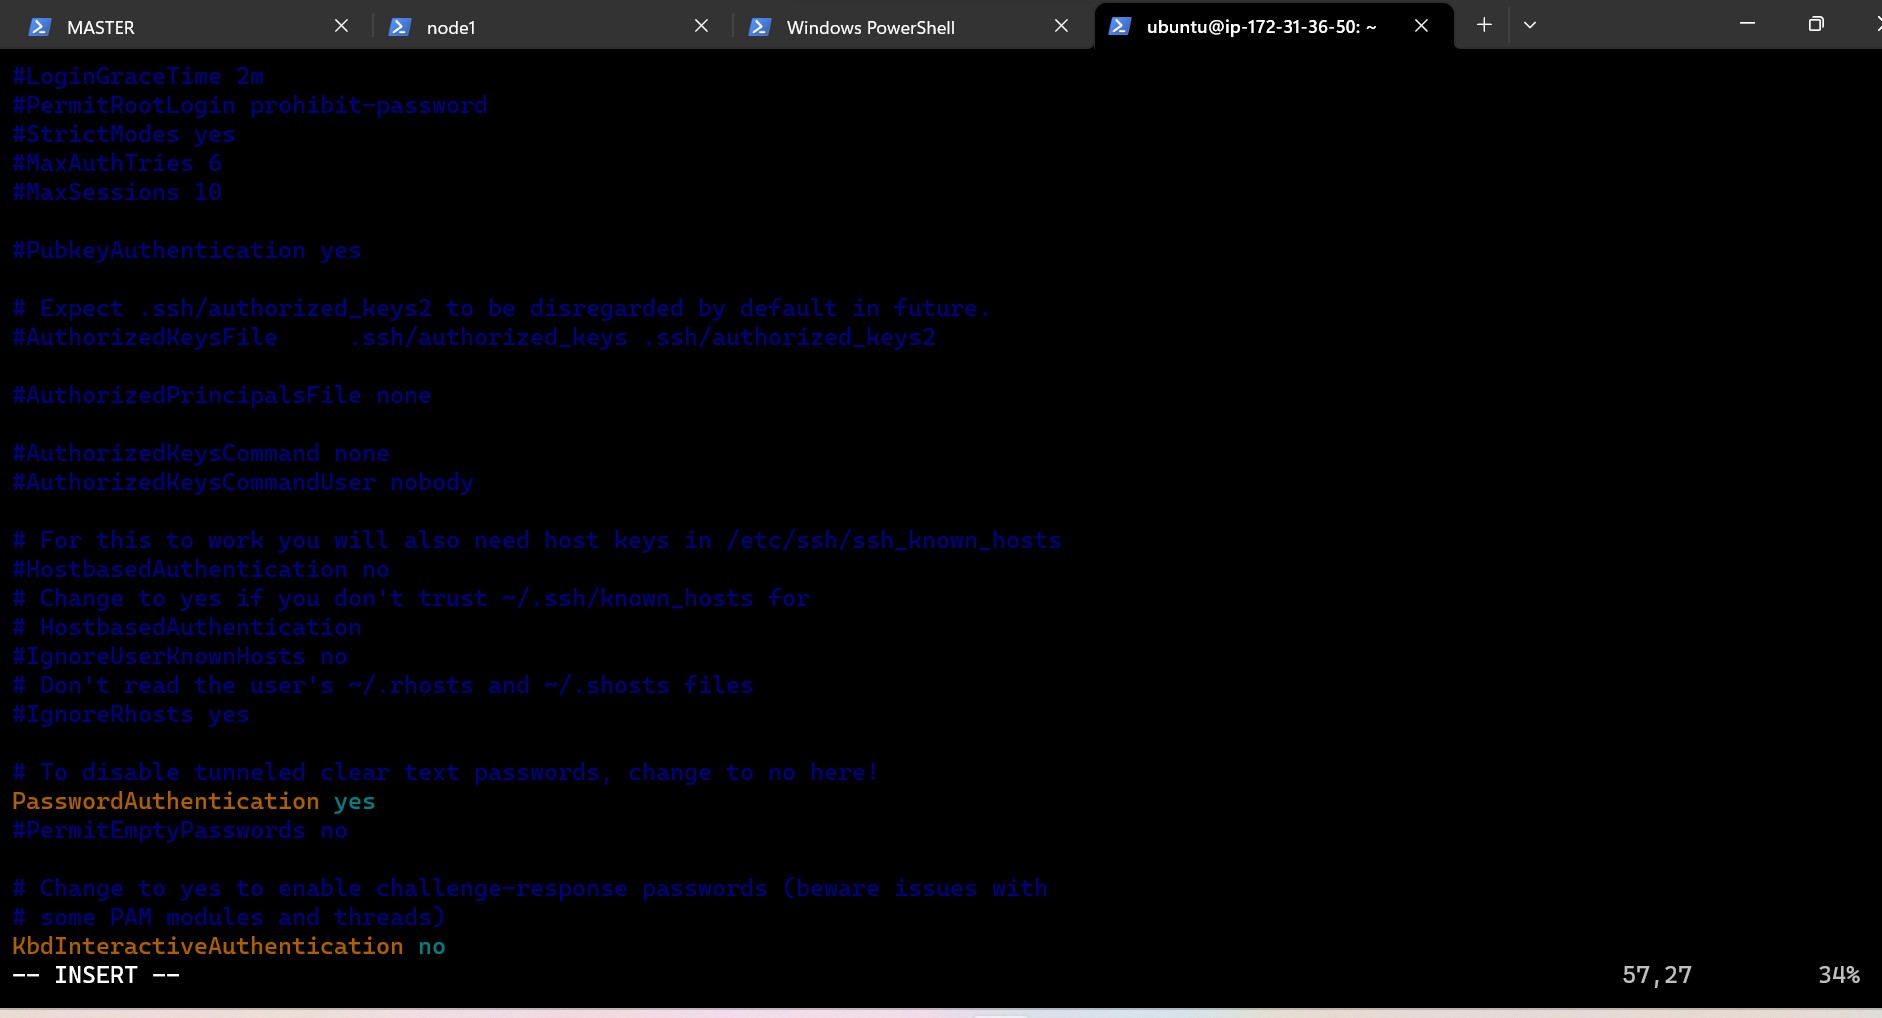 MASTER
node1
Windows PowerShell
ubuntu@ip-172-31-36-50: ~
#LoginGraceTime 2m
#PermitRootLogin prohibit-password
#StrictModes yes
#MaxAuthTries 6
#MaxSessions 10
#PubkeyAuthentication yes
# Expect .ssh/authorized_keys2 to be disregarded by default in future.
#AuthorizedKeysFile     .ssh/authorized_keys .ssh/authorized_keys2
#AuthorizedPrincipalsFile none
#AuthorizedKeysCommand none
#AuthorizedKeysCommandUser nobody
# For this to work you will also need host keys in /etc/ssh/ssh_known_hosts
#HostbasedAuthentication no
# Change to yes if you don't trust ~/.ssh/known_hosts for
# HostbasedAuthentication
#IgnoreUserKnownHosts no
# Don't read the user's ~/.rhosts and ~/.shosts files
#IgnoreRhosts yes
# To disable tunneled clear text passwords, change to no here!
PasswordAuthentication yes
#PermitEmptyPasswords no
# Change to yes to enable challenge-response passwords (beware issues with
# some PAM modules and threads)
KbdInteractiveAuthentication no
-- INSERT -- 57,27 34%